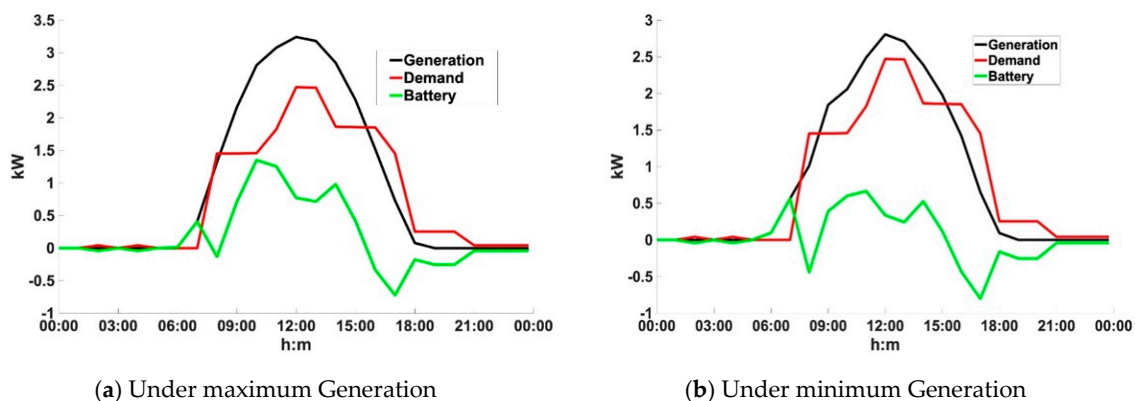 3.5
3
2.5
2
1.5
1
0.5
0
-0.5
-1
kW
Generation
Demand
Battery
00:00 03:00 06:00 09:00 12:00 15:00 18:00 21:00 00:00
h:m
(a) Under maximum Generation
3
2.5
2
1.5
1
0.5
0
-0.5
-1
kW
Generation
Demand
Battery
00:00 03:00 06:00 09:00 12:00 15:00 18:00 21:00 00:00
h:m
(b) Under minimum Generation